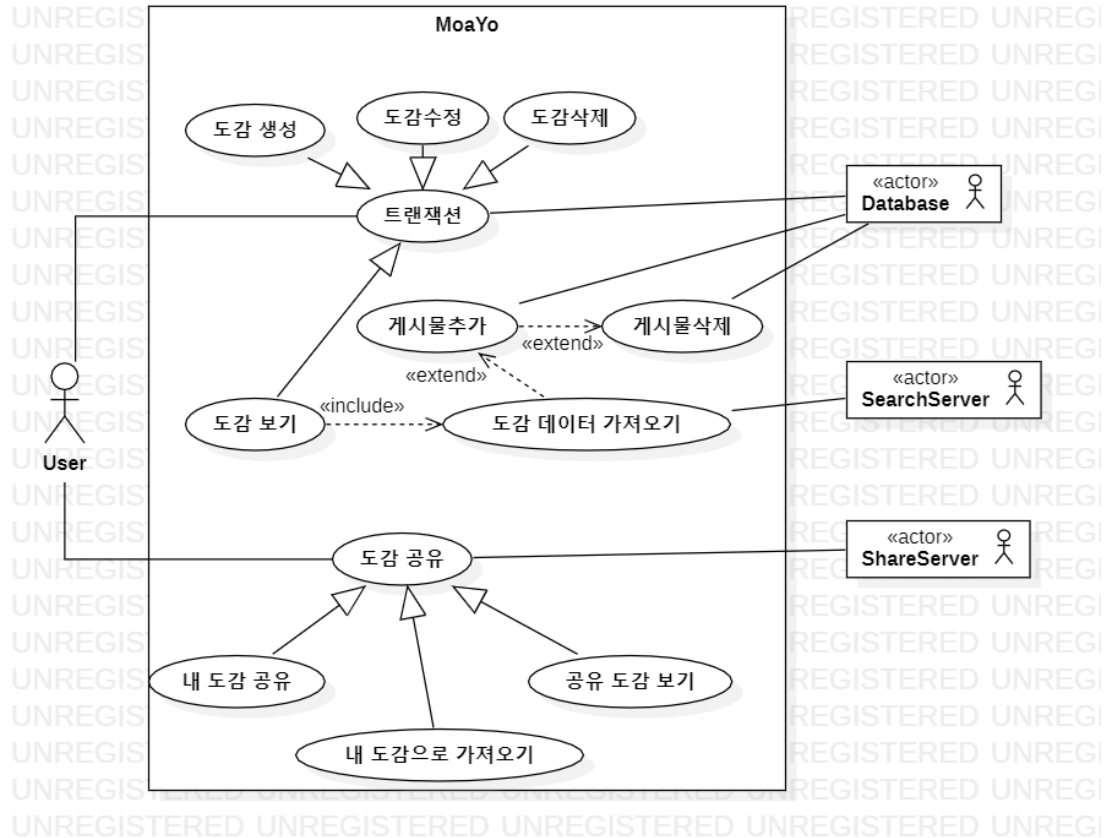 MoaYo
도감 생성
도감수정
도감삭제
트랜잭션
«actor»
Database
게시물추가
«extend»
게시물삭제
«extend»
«actor»
SearchServer
도감 보기
«include»
도감 데이터 가져오기
User
도감 공유
«actor»
ShareServer
내 도감 공유
내 도감으로 가져오기
공유 도감 보기
UNREGISTERED UNREGISTERED UNREGISTERED UNREGISTERED UNREGI